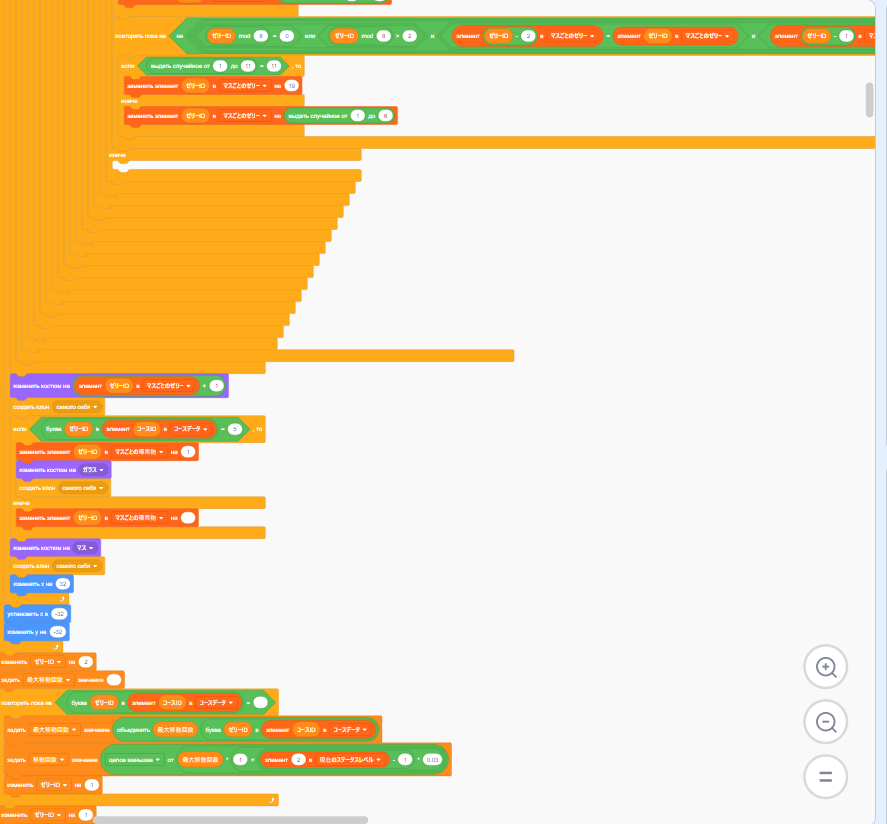 повторять пока не не ゼリーID mod 8 = 0 или ゼリーID mod 8 > 2 и элемент ゼリーID - 2 в マスごとのゼリー = элемент ゼリーID в マスごとのゼリー и элемент ゼリーID - 1 в
если выдать случайное от 1 до 11 = 11 , то
заменить элемент ゼリーID в マスごとのゼリー на 19
иначе
заменить элемент ゼリーID в マスごとのゼリー на выдать случайное от 1 до 6
иначе
изменить костюм на элемент ゼリーID в マスごとのゼリー + 1
создать клон самого себя
если буква ゼリーID в элемент コースID в コースデータ = 5 , то
заменить элемент ゼリーID в マスごとの障害物 на 1
изменить костюм на ガラス
создать клон самого себя
иначе
заменить элемент ゼリーID в マスごとの障害物 на
изменить костюм на マス
создать клон самого себя
изменить x на 32
установить x в -32
изменить y на -32
изменить ゼリーID на 2
задать 最大移動回数 значение
повторять пока не буква ゼリーID в элемент コースID в コースデータ =
задать 最大移動回数 значение объединить 最大移動回数 буква ゼリーID в элемент コースID в コースデータ
задать 移動回数 значение целое меньшее от 最大移動回数 * 1 + элемент 2 в 現在のステータスレベル - 1 * 0.03
изменить ゼリーID на 1
изменить ゼリーID на 1